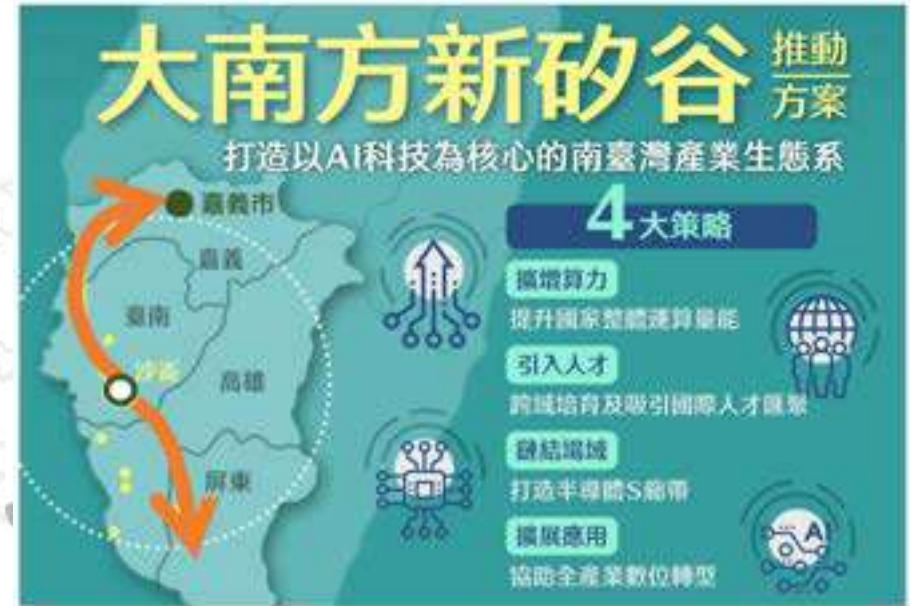 大南方新矽谷
推動
方案
打造以AI科技為核心的南臺灣產業生態系
嘉義市
嘉義
臺南
沙崙
高雄
屏東
4大策略
擴增算力
提升國家整體運算量能
引入人才
跨域培育及吸引國際人才匯聚
鏈結場域
打造半導體S廊帶
擴展應用
協助全產業數位轉型
AI